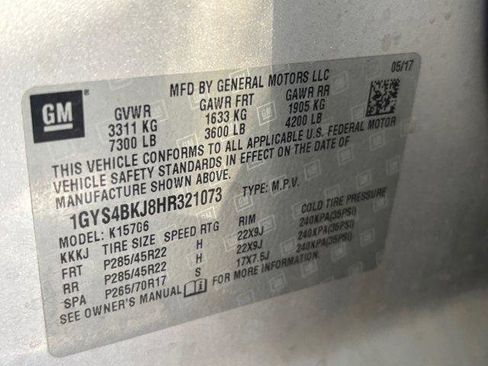 GM
MFD BY GENERAL MOTORS LLC
05/17
GVWR GAWR FRT GAWR RR
3311 KG 1633 KG 1905 KG
7300 LB 3600 LB 4200 LB
THIS VEHICLE CONFORMS TO ALL APPLICABLE U.S. FEDERAL MOTOR
VEHICLE SAFETY STANDARDS IN EFFECT ON THE DATE OF
MANUFACTURE SHOWN ABOVE.
1GYS4BKJ8HR321073 TYPE: M.P.V.
MODEL: K15706
KKKJ TIRE SIZE SPEED RTG RIM COLD TIRE PRESSURE
FRT P285/45R22 H 22X9J 240KPA(35PSI)
RR P285/45R22 H 22X9J 240KPA(35PSI)
SPA P265/70R17 S 17X7.5J 240KPA(35PSI)
SEE OWNER'S MANUAL FOR MORE INFORMATION.